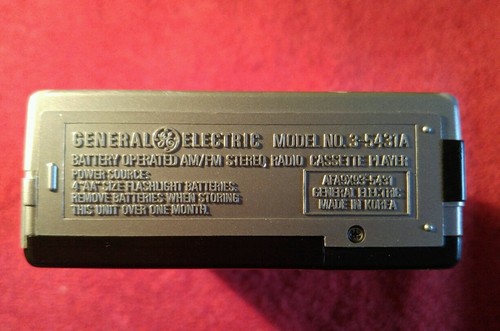 GENERAL GE ELECTRIC MODEL NO. 3-5431A
BATTERY OPERATED AM/FM STEREO RADIO CASSETTE PLAYER
POWER SOURCE:
4 "AA" SIZE FLASHLIGHT BATTERIES:
REMOVE BATTERIES WHEN STORING
THIS UNIT OVER ONE MONTH.
GENERAL ELECTRIC
MADE IN KOREA